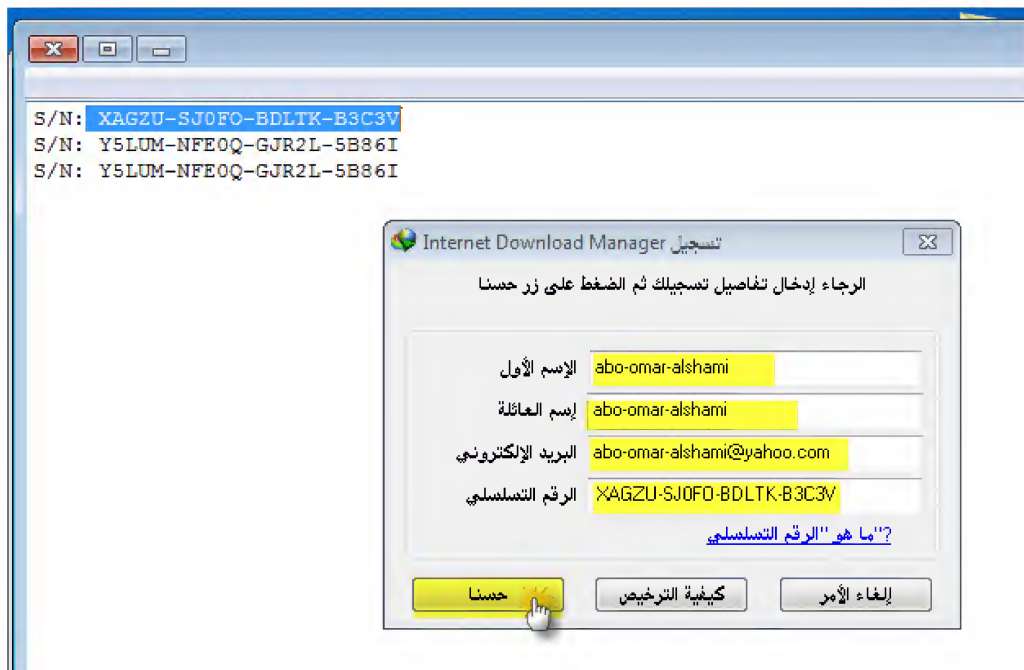 S/N: XAGZU-SJ0FO-BDLTK-B3C3V
S/N: Y5LUM-NFE0Q-GJR2L-5B86I
S/N: Y5LUM-NFE0Q-GJR2L-5B86I
تسجيل Internet Download Manager
الرجاء إدخال تفاصيل تسجيلك ثم الضغط على زر حسنا
الإسم الأول abo-omar-alshami
إسم العائلة abo-omar-alshami
البريد الإلكتروني abo-omar-alshami@yahoo.com
الرقم التسلسلي XAGZU-SJ0FO-BDLTK-B3C3V
?"ما هو "الرقم التسلسلي
إلغاء الأمر كيفية الترخيص حسنا